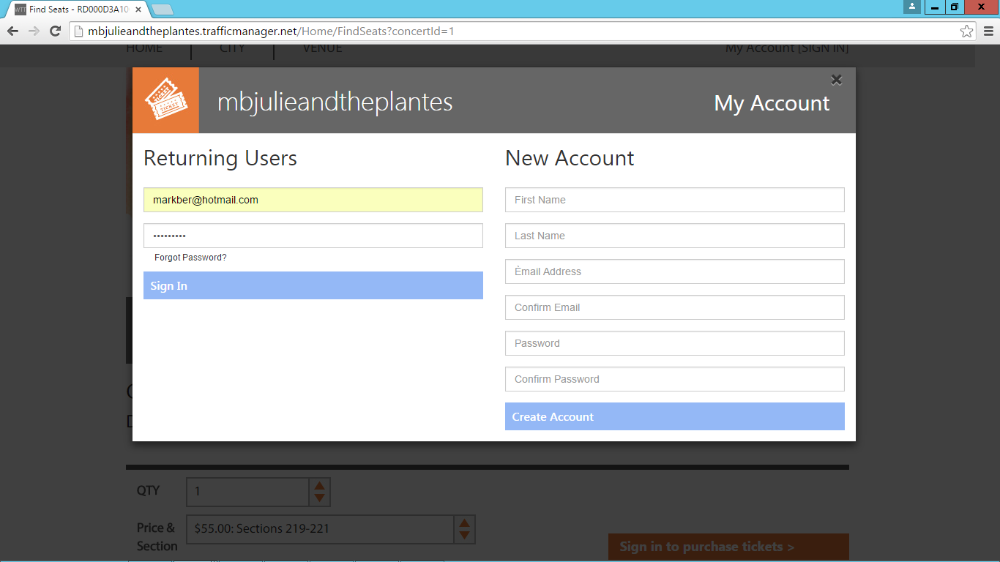 Find Seats - RD000D3A10
mbjulieandtheplantes.trafficmanager.net/Home/FindSeats?concertId=1
HOME CITY VENUE My Account [SIGN IN]
mbjulieandtheplantes
My Account
Returning Users
markber@hotmail.com
Forgot Password?
Sign In
New Account
First Name
Last Name
Èmail Address
Confirm Email
Password
Confirm Password
Create Account
QTY 1
Price & Section
$55.00: Sections 219-221
Sign in to purchase tickets >